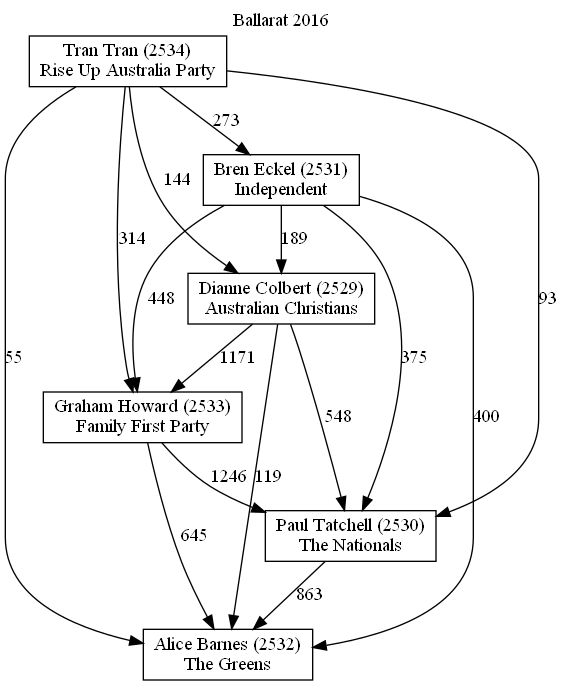 Ballarat 2016
Tran Tran (2534)
Rise Up Australia Party
273
Bren Eckel (2531)
Independent
144
314
189
448
Dianne Colbert (2529)
Australian Christians
93
55
1171
375
Graham Howard (2533)
Family First Party
548
400
1246
119
Paul Tatchell (2530)
The Nationals
645
863
Alice Barnes (2532)
The Greens